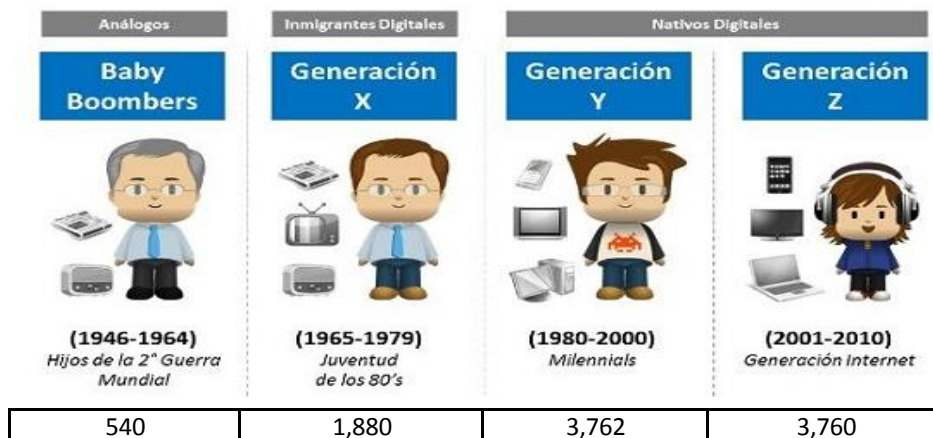 Análogos
Inmigrantes Digitales
Nativos Digitales
Baby
Boombers
Generación
X
Generación
Y
Generación
Z
(1946-1964)
Hijos de la 2° Guerra
Mundial
(1965-1979)
Juventud
de los 80's
(1980-2000)
Milennials
(2001-2010)
Generación Internet
540
1,880
3,762
3,760